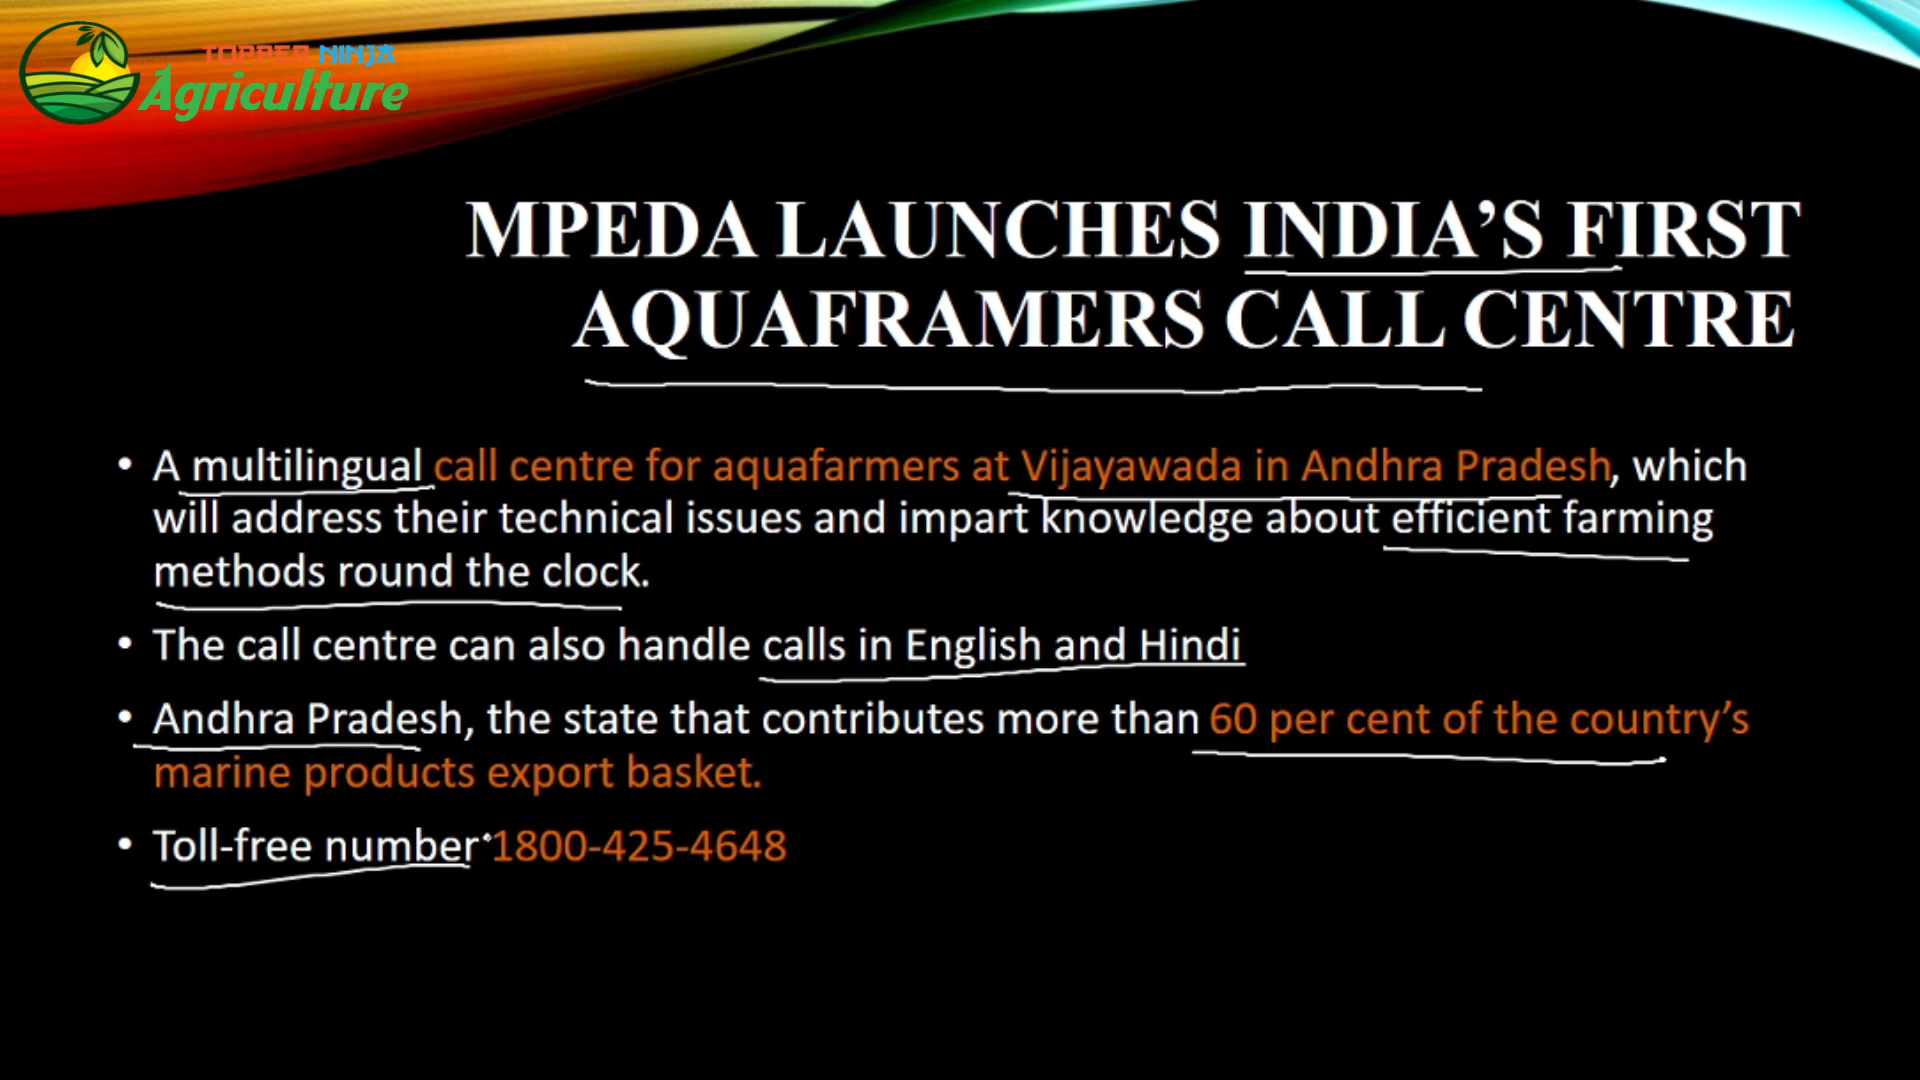 TOPPER NINJA
Agriculture
MPEDA LAUNCHES INDIA’S FIRST
AQUAFRAMERS CALL CENTRE
• A multilingual call centre for aquafarmers at Vijayawada in Andhra Pradesh, which
will address their technical issues and impart knowledge about efficient farming
methods round the clock.
• The call centre can also handle calls in English and Hindi
• Andhra Pradesh, the state that contributes more than 60 per cent of the country’s
marine products export basket.
• Toll-free number 1800-425-4648